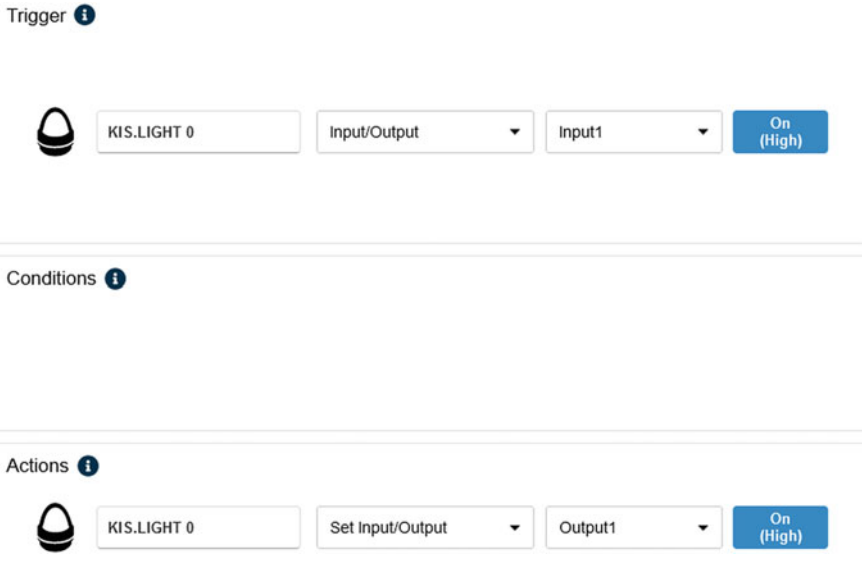 Trigger
KIS.LIGHT 0 Input/Output Input1 On
(High)
Conditions
Actions
KIS.LIGHT 0 Set Input/Output Output1 On
(High)